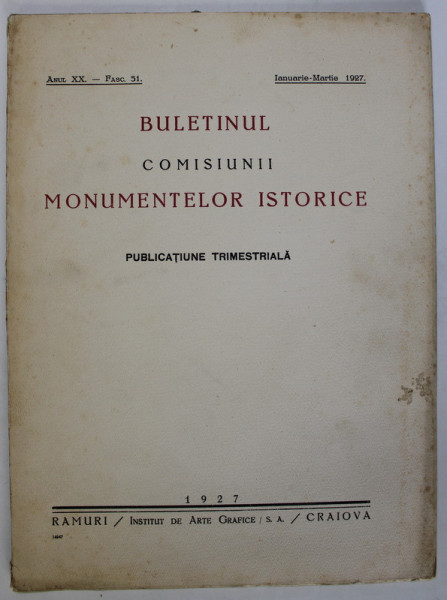 Anul XX. — Fasc. 51. Ianuarie-Martie 1927.
BULETINUL
COMISIUNII
MONUMENTELOR ISTORICE
PUBLICAȚIUNE TRIMESTRIALĂ
1927
RAMURI / Institut de Arte Grafice / S. A. / CRAIOVA